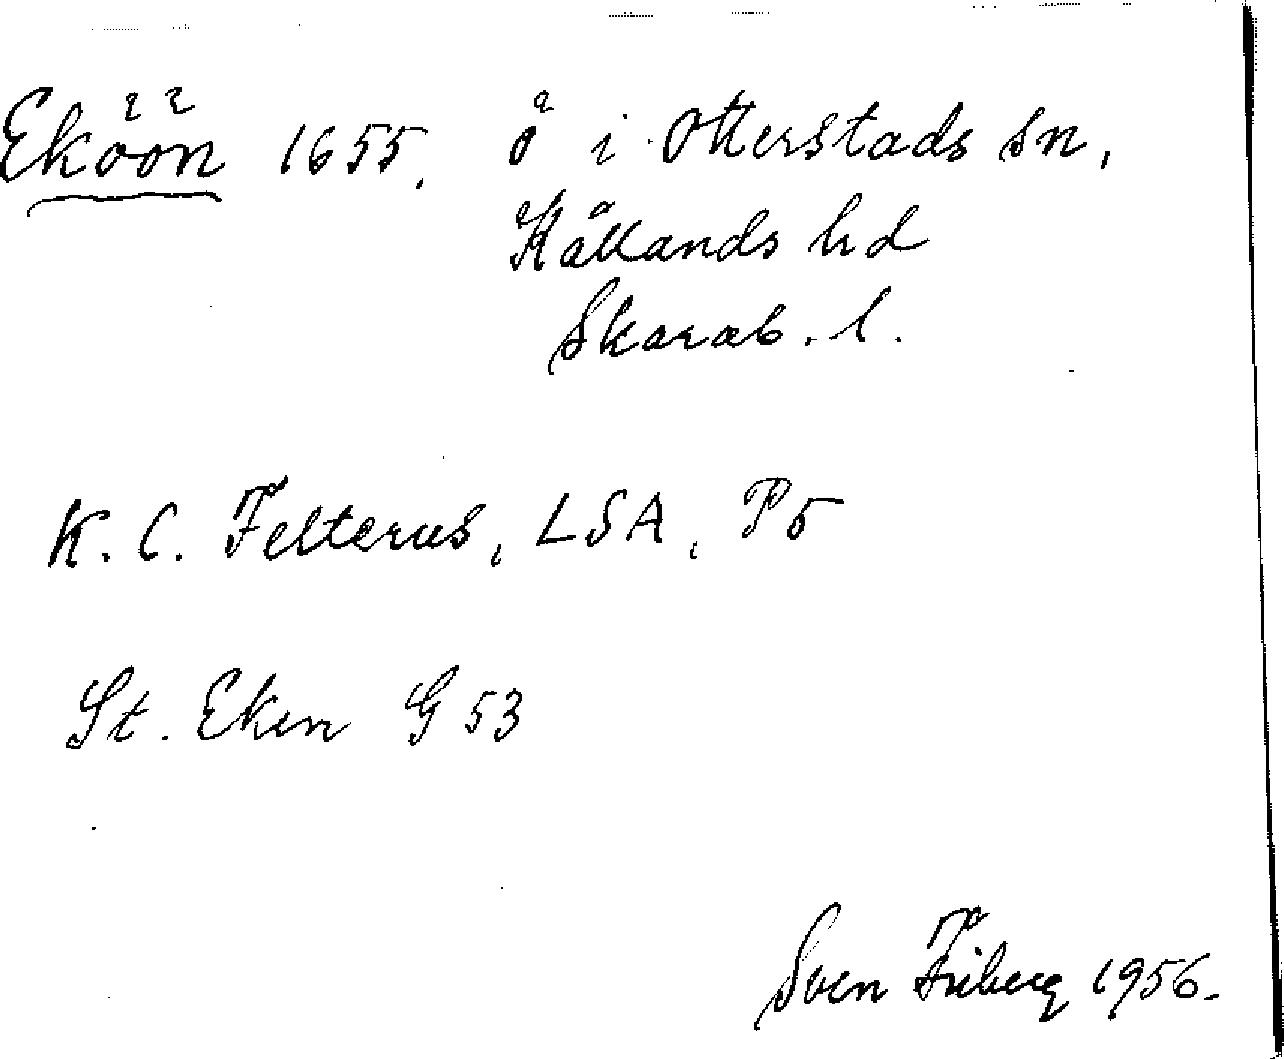 Eköön 1655. ö i Otterstads sn,
Kållands hd
Skarab. l.
K. C. Felterus, LSA, P5
St. Eken G 53
Sven Friberg 1956.